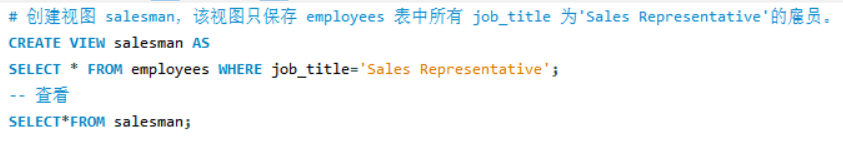 # 创建视图 salesman，该视图只保存 employees 表中所有 job_title 为'Sales Representative'的雇员。
CREATE VIEW salesman AS
SELECT * FROM employees WHERE job_title='Sales Representative';
-- 查看
SELECT*FROM salesman;